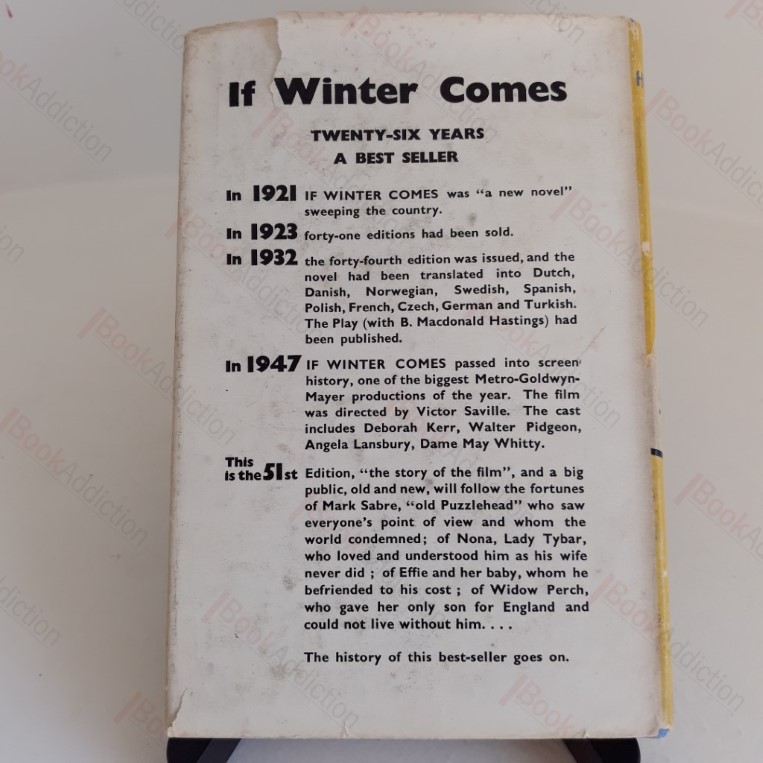 If Winter Comes
TWENTY-SIX YEARS
A BEST SELLER
In 1921 IF WINTER COMES was "a new novel"
sweeping the country.
In 1923 forty-one editions had been sold.
In 1932 the forty-fourth edition was issued, and the
novel had been translated into Dutch,
Danish, Norwegian, Swedish, Spanish,
Polish, French, Czech, German and Turkish.
The Play (with B. Macdonald Hastings) had
been published.
In 1947 IF WINTER COMES passed into screen
history, one of the biggest Metro-Goldwyn-
Mayer productions of the year. The film
was directed by Victor Saville. The cast
includes Deborah Kerr, Walter Pidgeon,
Angela Lansbury, Dame May Whitty.
This
is the 51st Edition, "the story of the film", and a big
public, old and new, will follow the fortunes
of Mark Sabre, "old Puzzlehead" who saw
everyone's point of view and whom the
world condemned; of Nona, Lady Tybar,
who loved and understood him as his wife
never did ; of Effie and her baby, whom he
befriended to his cost ; of Widow Perch,
who gave her only son for England and
could not live without him. . . .
The history of this best-seller goes on.
BookAddiction